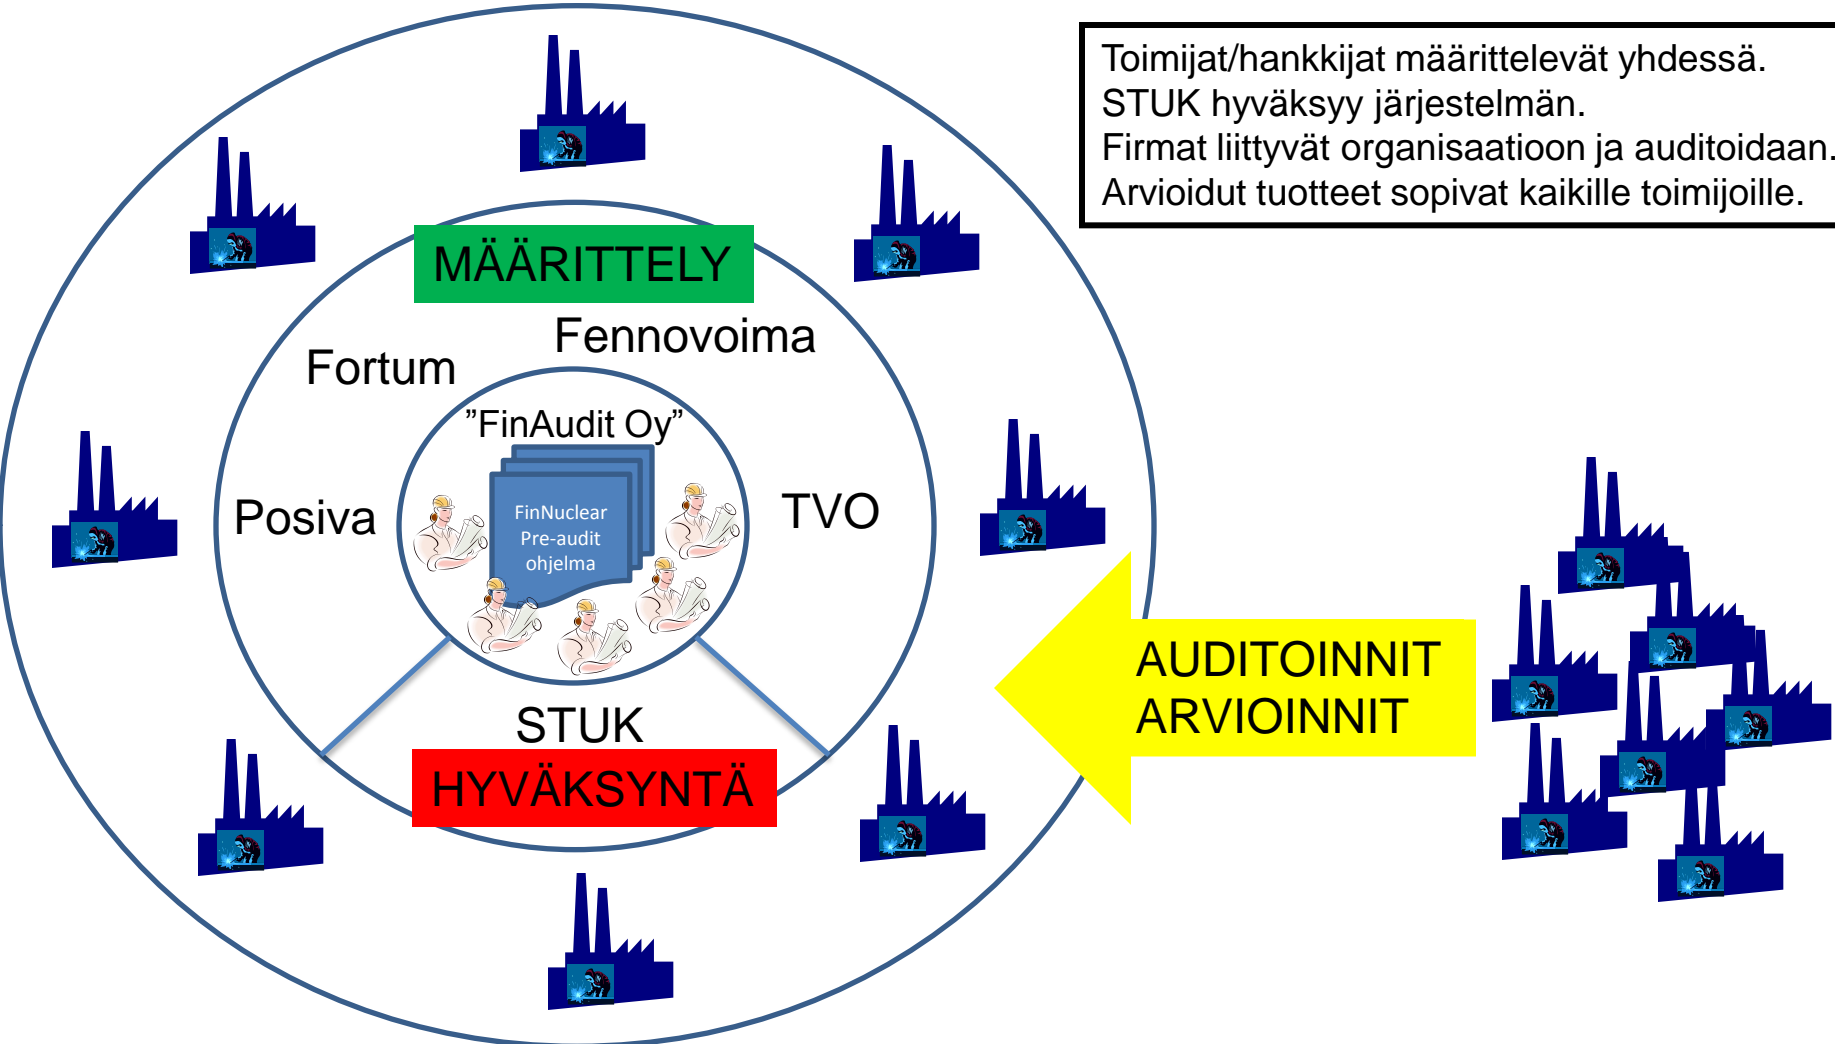 Toimijat/hankkijat määrittelevät yhdessä.
STUK hyväksyy järjestelmän.
Firmat liittyvät organisaatioon ja auditoidaan.
Arvioidut tuotteet sopivat kaikille toimijoille.
MÄÄRITTELY
Fennovoima
Fortum
”FinAudit Oy”
Posiva
FinNuclear
Pre-audit
ohjelma
TVO
AUDITOINNIT
ARVIOINNIT
STUK
HYVÄKSYNTÄ